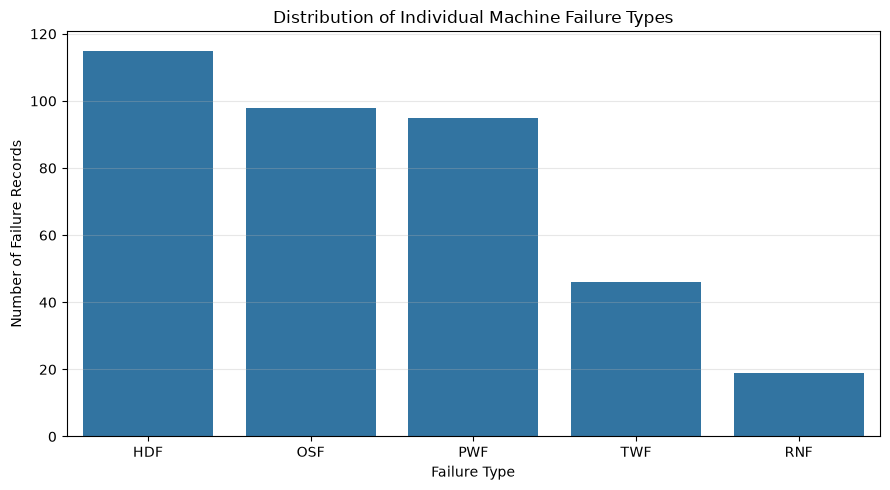 Distribution of Individual Machine Failure Types
Number of Failure Records
120
100
80
60
40
20
0
HDF
OSF
PWF
TWF
RNF
Failure Type